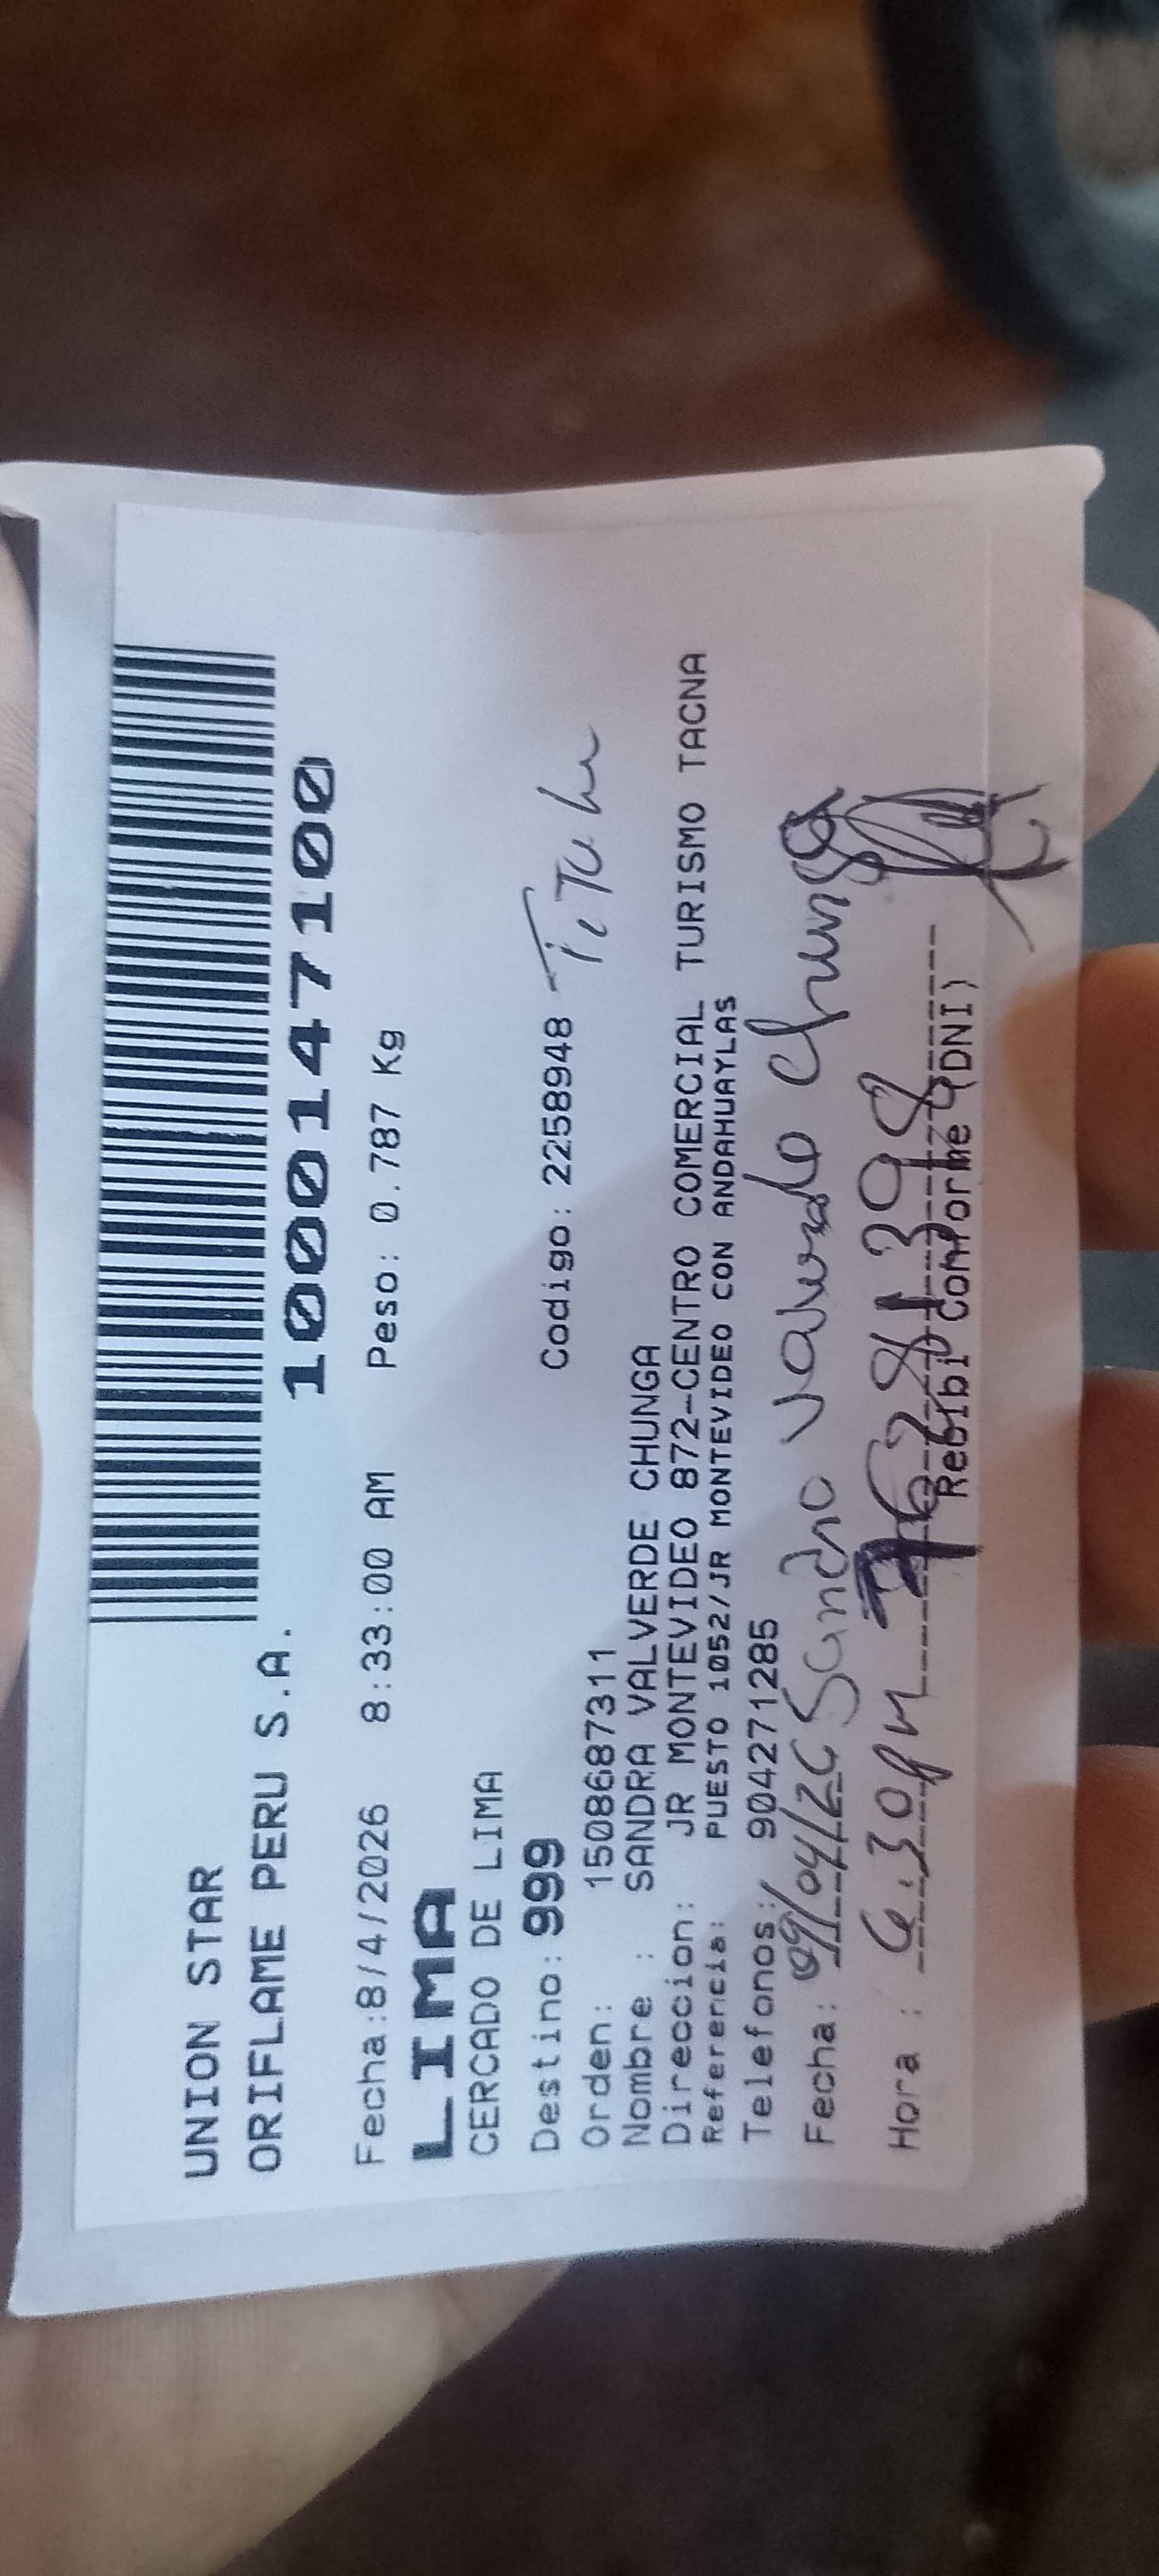 1000147100
UNION STAR
ORIFLAME PERU S.A.
Fecha:8/4/2026 8:33:00 AM Peso: 0.787 Kg
LIMA
CERCADO DE LIMA
Destino: 999 Codigo: 2258948 - Titular
Orden: 1508687311
Nombre : SANDRA VALVERDE CHUNGA
Direccion: JR MONTEVIDEO 872-CENTRO COMERCIAL TURISMO TACNA
Referencia: PUESTO 1052/JR MONTEVIDEO CON ANDAHUAYLAS
Telefonos: 904271285
Fecha: 09/04/26 Sandra Valverde Chunga
Hora : 6:30pm
Recibi Conforme (DNI)